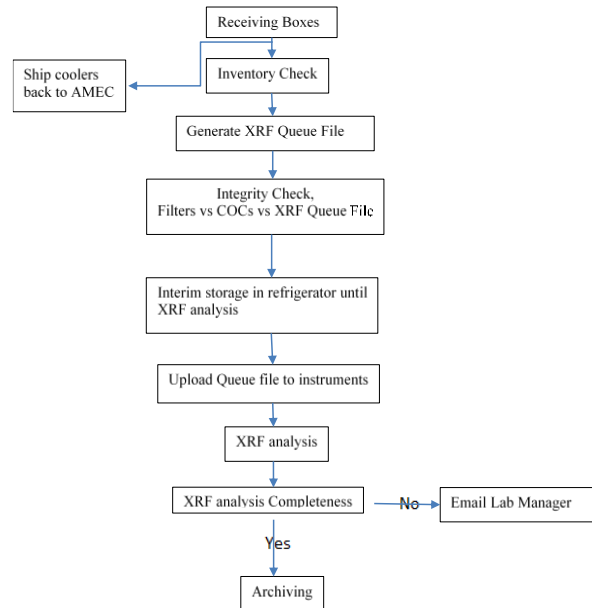 Receiving Boxes
Ship coolers
back to AMEC
Inventory Check
Generate XRF Queue File
Integrity Check,
Filters vs COCs vs XRF Queue File
Interim storage in refrigerator until
XRF analysis
Upload Queue file to instruments
XRF analysis
XRF analysis Completeness
No
Email Lab Manager
Yes
Archiving